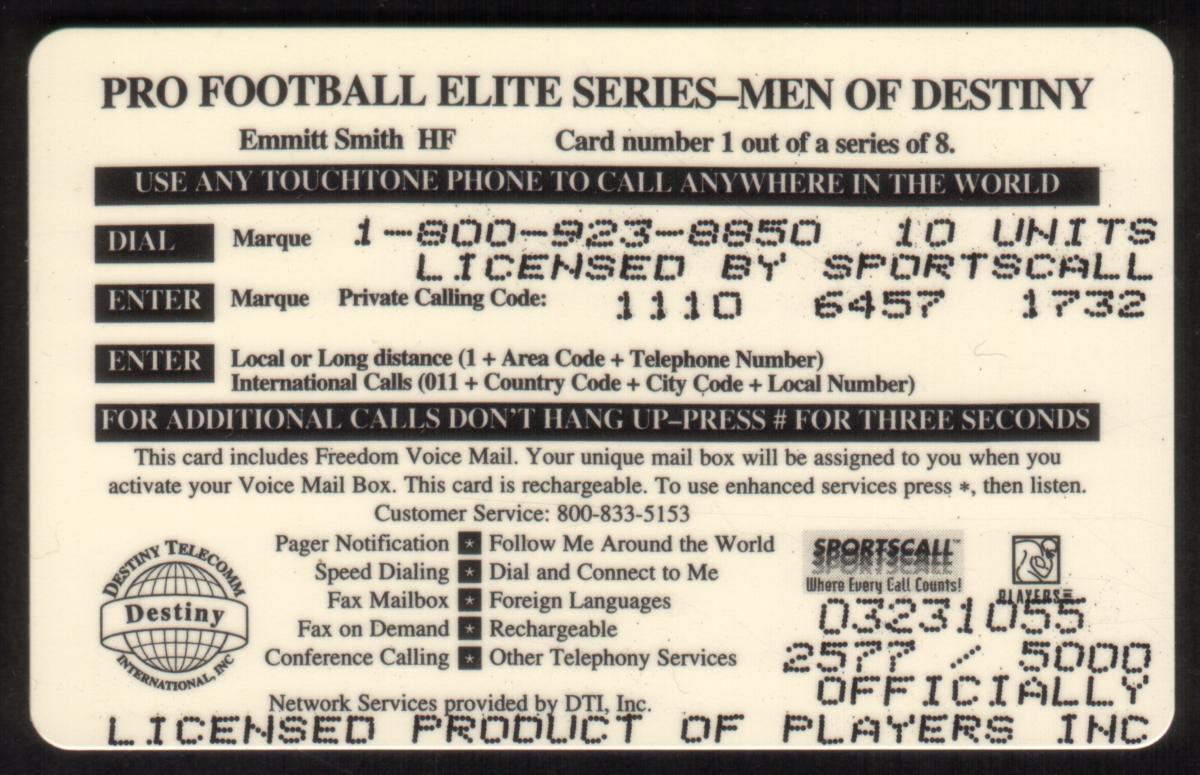 PRO FOOTBALL ELITE SERIES–MEN OF DESTINY
Emmitt Smith HF Card number 1 out of a series of 8.
USE ANY TOUCHTONE PHONE TO CALL ANYWHERE IN THE WORLD
DIAL Marque 1-800-923-8850 10 UNITS
LICENSED BY SPORTSCALL
ENTER Marque Private Calling Code: 1110 6457 1732
ENTER Local or Long distance (1 + Area Code + Telephone Number)
International Calls (011 + Country Code + City Code + Local Number)
FOR ADDITIONAL CALLS DON'T HANG UP–PRESS # FOR THREE SECONDS
This card includes Freedom Voice Mail. Your unique mail box will be assigned to you when you
activate your Voice Mail Box. This card is rechargeable. To use enhanced services press *, then listen.
Customer Service: 800-833-5153
Pager Notification * Follow Me Around the World
Speed Dialing * Dial and Connect to Me
Fax Mailbox * Foreign Languages
Fax on Demand * Rechargeable
Conference Calling * Other Telephony Services
Network Services provided by DTI, Inc.
DESTINY TELECOMM
Destiny
INTERNATIONAL, INC
SPORTSCALL™
Where Every Call Counts!
PLAYERS
03231055
2577 / 5000
OFFICIALLY
LICENSED PRODUCT OF PLAYERS INC